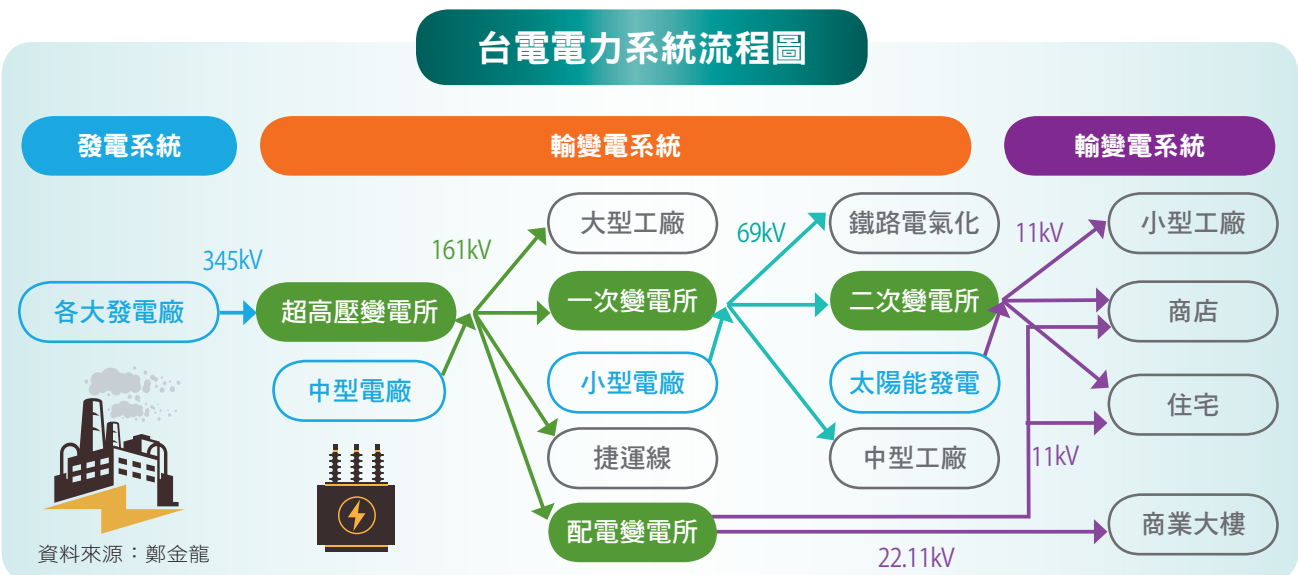 台電電力系統流程圖
發電系統
輸變電系統
輸變電系統
345kV
161kV
69kV
11kV
大型工廠
鐵路電氣化
小型工廠
各大發電廠
超高壓變電所
一次變電所
二次變電所
商店
中型電廠
小型電廠
太陽能發電
住宅
捷運線
中型工廠
11kV
配電變電所
商業大樓
22.11kV
資料來源：鄭金龍